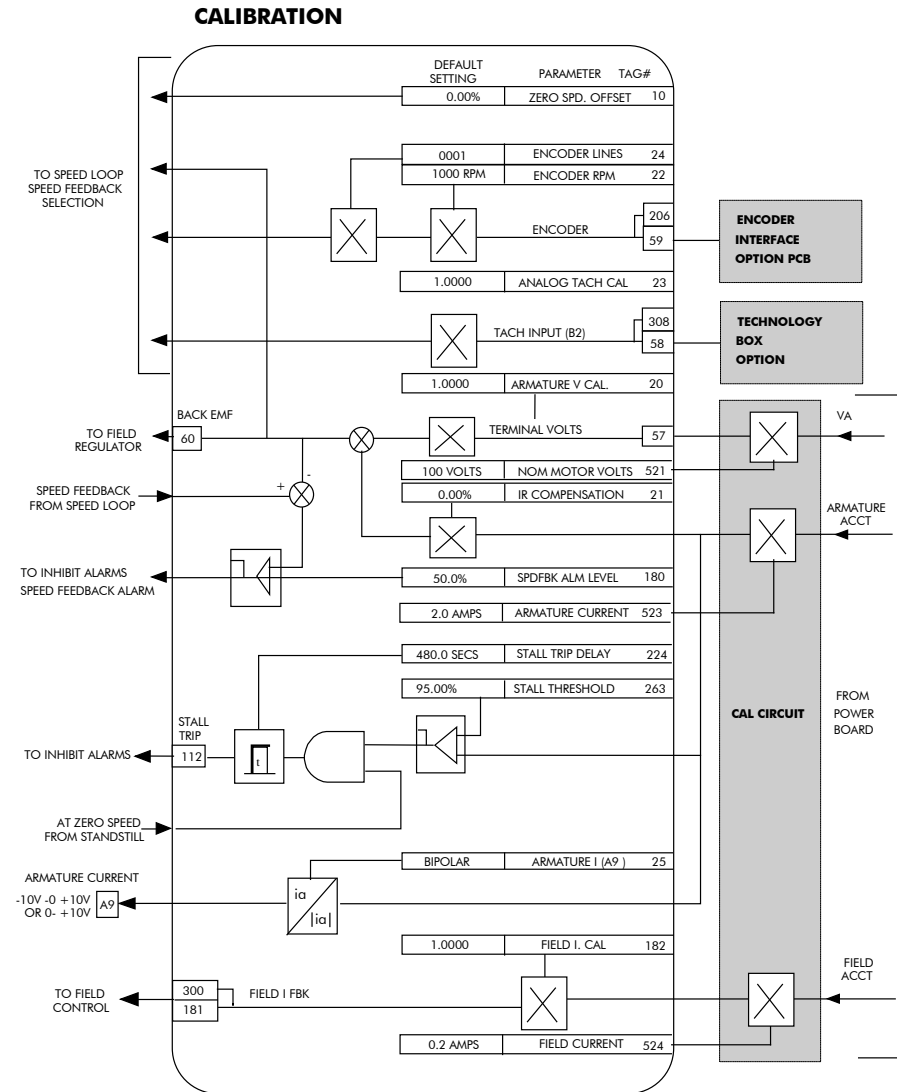 CALIBRATION
DEFAULT SETTING PARAMETER TAG#
0.00% ZERO SPD. OFFSET 10
0001 ENCODER LINES 24
1000 RPM ENCODER RPM 22
TO SPEED LOOP
SPEED FEEDBACK
SELECTION
ENCODER
206
59
ENCODER
INTERFACE
OPTION PCB
1.0000 ANALOG TACH CAL 23
TACH INPUT (B2)
308
58
TECHNOLOGY
BOX
OPTION
1.0000 ARMATURE V CAL. 20
BACK EMF
TO FIELD
REGULATOR
60
TERMINAL VOLTS
57
VA
100 VOLTS NOM MOTOR VOLTS 521
0.00% IR COMPENSATION 21
SPEED FEEDBACK
FROM SPEED LOOP
+
-
ARMATURE
ACCT
TO INHIBIT ALARMS
SPEED FEEDBACK ALARM
50.0% SPDFBK ALM LEVEL 180
2.0 AMPS ARMATURE CURRENT 523
480.0 SECS STALL TRIP DELAY 224
95.00% STALL THRESHOLD 263
CAL CIRCUIT
FROM
POWER
BOARD
STALL
TRIP
TO INHIBIT ALARMS
112
t
AT ZERO SPEED
FROM STANDSTILL
BIPOLAR ARMATURE I (A9 ) 25
ARMATURE CURRENT
-10V -0 +10V
OR 0- +10V
A9
ia
|ia|
1.0000 FIELD I. CAL 182
FIELD
ACCT
TO FIELD
CONTROL
300
181
FIELD I FBK
0.2 AMPS FIELD CURRENT 524